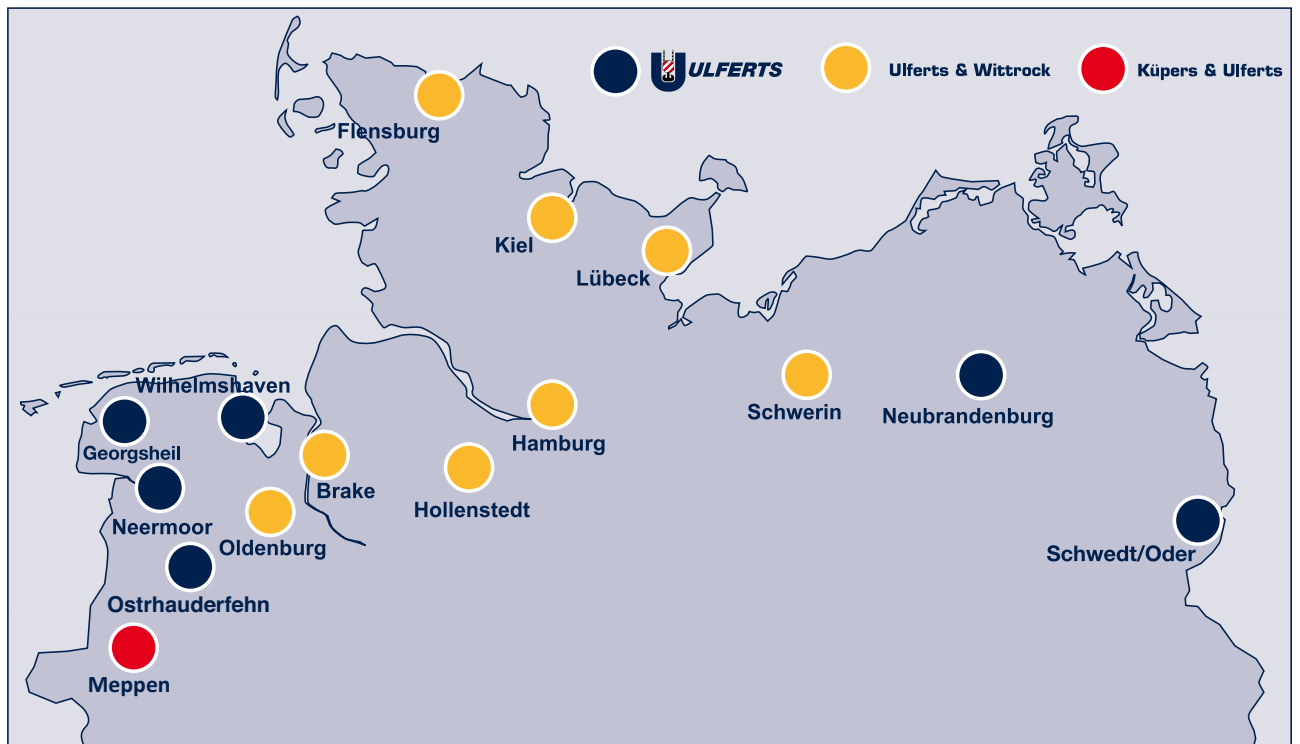 ULFERTS
Ulferts & Wittrock
Küpers & Ulferts
Flensburg
Kiel
Lübeck
Wilhelmshaven
Georgsheil
Schwerin
Neubrandenburg
Hamburg
Brake
Hollenstedt
Neermoor
Oldenburg
Schwedt/Oder
Ostrhauderfehn
Meppen